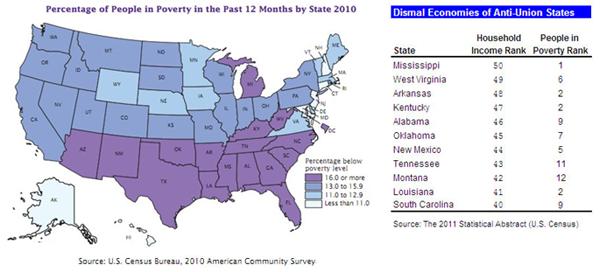 Percentage of People in Poverty in the Past 12 Months by State 2010
WA
MT
ND
MN
OR
ID
SD
WI
MI
NY
VT
NH
ME
MA
RI
CT
NJ
DE
MD
DC
WY
IA
NE
PA
NV
UT
CO
IL
IN
OH
WV
VA
CA
KS
MO
KY
NC
TN
AZ
NM
OK
AR
SC
MS
AL
GA
TX
LA
FL
AK
HI
Percentage below
poverty level
16.0 or more
13.0 to 15.9
11.0 to 12.9
Less than 11.0
Source: U.S. Census Bureau, 2010 American Community Survey
Dismal Economies of Anti-Union States
Household People in
State Income Rank Poverty Rank
Mississippi 50 1
West Virginia 49 6
Arkansas 48 2
Kentucky 47 2
Alabama 46 9
Oklahoma 45 7
New Mexico 44 5
Tennessee 43 11
Montana 42 12
Louisiana 41 2
South Carolina 40 9
Source: The 2011 Statistical Abstract (U.S. Census)